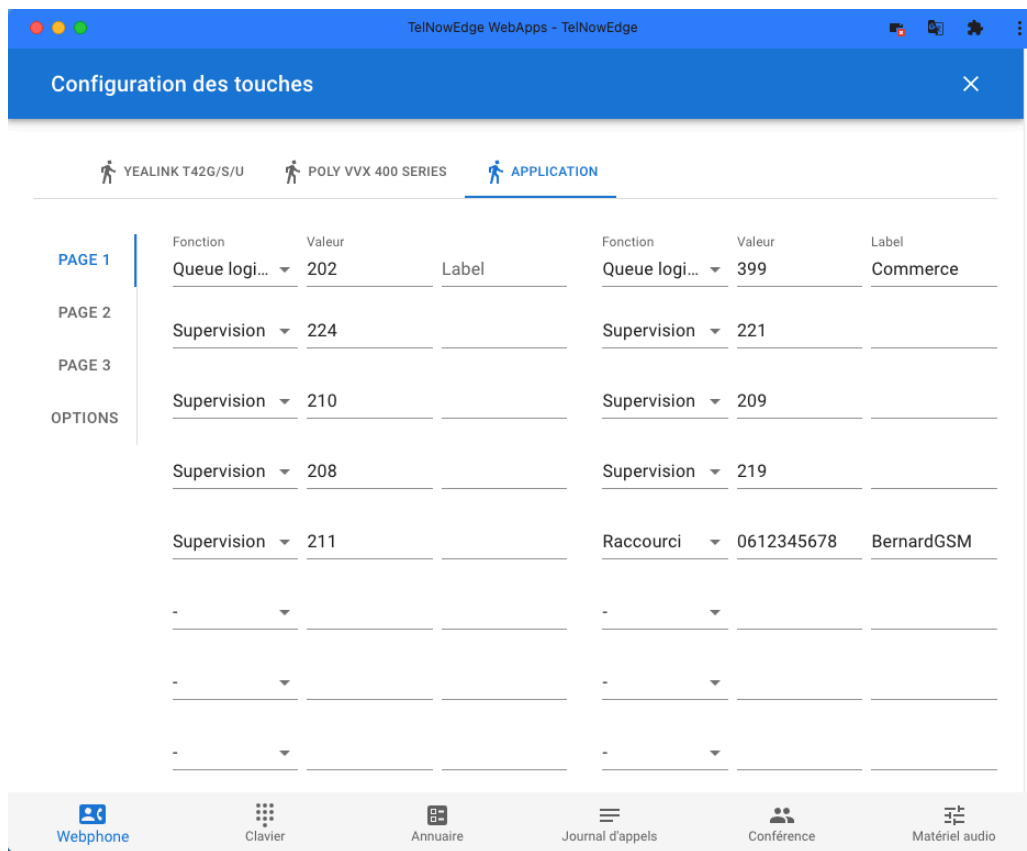 TelNowEdge WebApps - TelNowEdge
Configuration des touches
YEALINK T42G/S/U POLY VVX 400 SERIES APPLICATION
PAGE 1
PAGE 2
PAGE 3
OPTIONS
Fonction Valeur Fonction Valeur Label
Queue logi... 202 Label Queue logi... 399 Commerce
Supervision 224 Supervision 221
Supervision 210 Supervision 209
Supervision 208 Supervision 219
Supervision 211 Raccourci 0612345678 BernardGSM
- -
- -
- -
Webphone Clavier Annuaire Journal d'appels Conférence Matériel audio